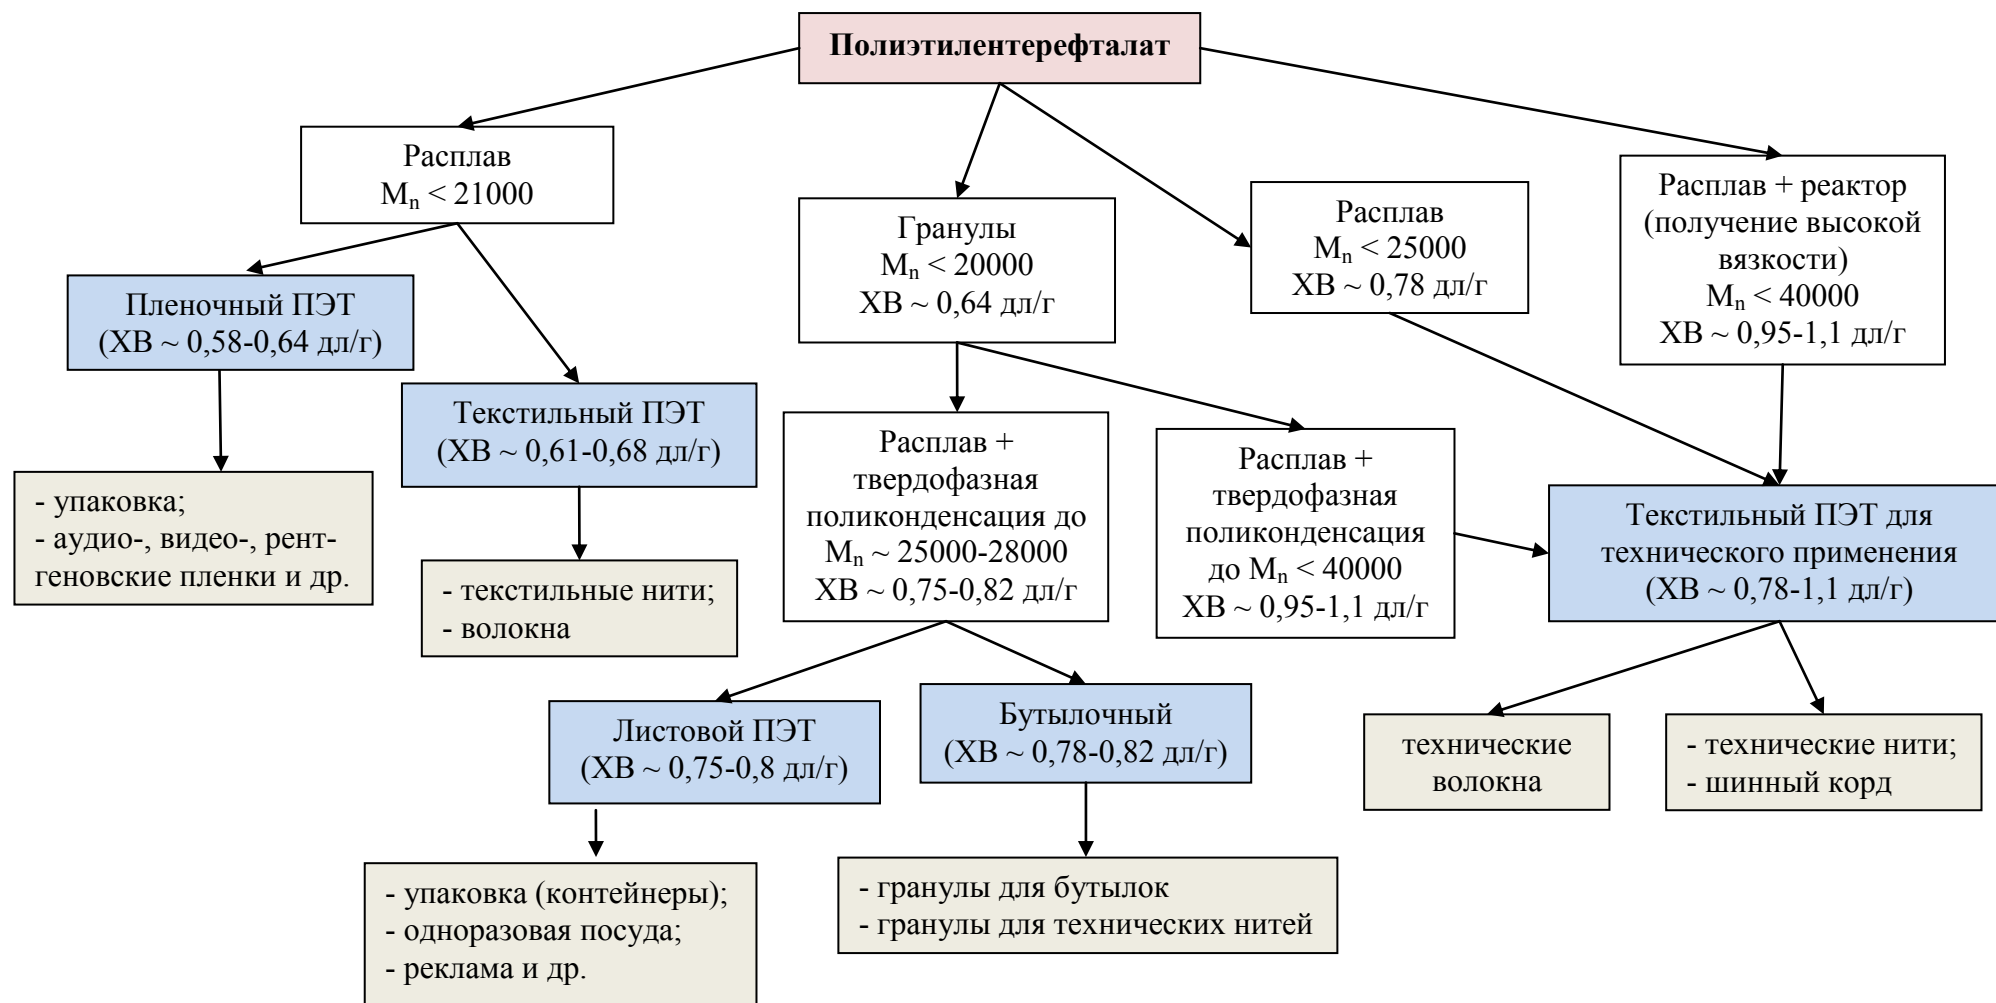 Полиэтилентерефталат
Расплав
Mn < 21000
Гранулы
Mn < 20000
ХВ ~ 0,64 дл/г
Расплав
Mn < 25000
ХВ ~ 0,78 дл/г
Расплав + реактор
(получение высокой
вязкости)
Mn < 40000
ХВ ~ 0,95-1,1 дл/г
Пленочный ПЭТ
(ХВ ~ 0,58-0,64 дл/г)
Текстильный ПЭТ
(ХВ ~ 0,61-0,68 дл/г)
Расплав +
твердофазная
поликонденсация до
Mn ~ 25000-28000
ХВ ~ 0,75-0,82 дл/г
Расплав +
твердофазная
поликонденсация
до Mn < 40000
ХВ ~ 0,95-1,1 дл/г
Текстильный ПЭТ для
технического применения
(ХВ ~ 0,78-1,1 дл/г)
- упаковка;
- аудио-, видео-, рент-
геновские пленки и др.
- текстильные нити;
- волокна
Листовой ПЭТ
(ХВ ~ 0,75-0,8 дл/г)
Бутылочный
(ХВ ~ 0,78-0,82 дл/г)
технические
волокна
- технические нити;
- шинный корд
- упаковка (контейнеры);
- одноразовая посуда;
- реклама и др.
- гранулы для бутылок
- гранулы для технических нитей